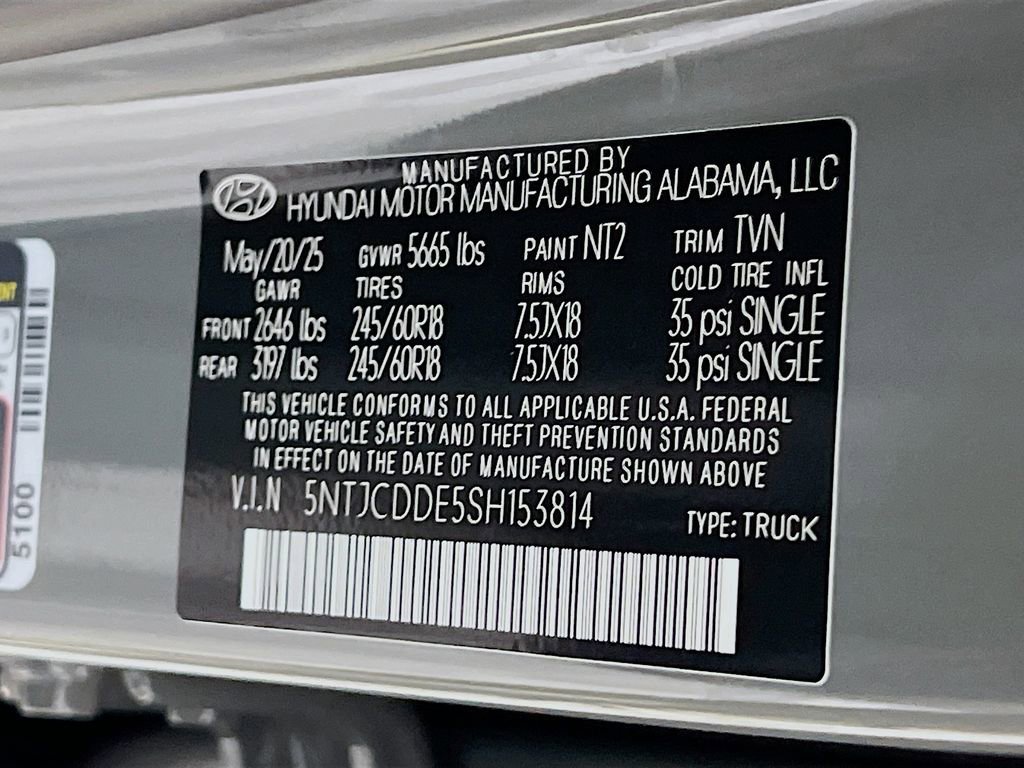 MANUFACTURED BY
HYUNDAI MOTOR MANUFACTURING ALABAMA, LLC
May/20/25 GVWR 5665 lbs PAINT NT2 TRIM TVN
GAWR TIRES RIMS COLD TIRE INFL
FRONT 2646 lbs 245/60R18 7.5JX18 35 psi SINGLE
REAR 3197 lbs 245/60R18 7.5JX18 35 psi SINGLE
THIS VEHICLE CONFORMS TO ALL APPLICABLE U.S.A. FEDERAL
MOTOR VEHICLE SAFETY AND THEFT PREVENTION STANDARDS
IN EFFECT ON THE DATE OF MANUFACTURE SHOWN ABOVE
V.I.N 5NTJCDDE5SH153814
TYPE: TRUCK
5100